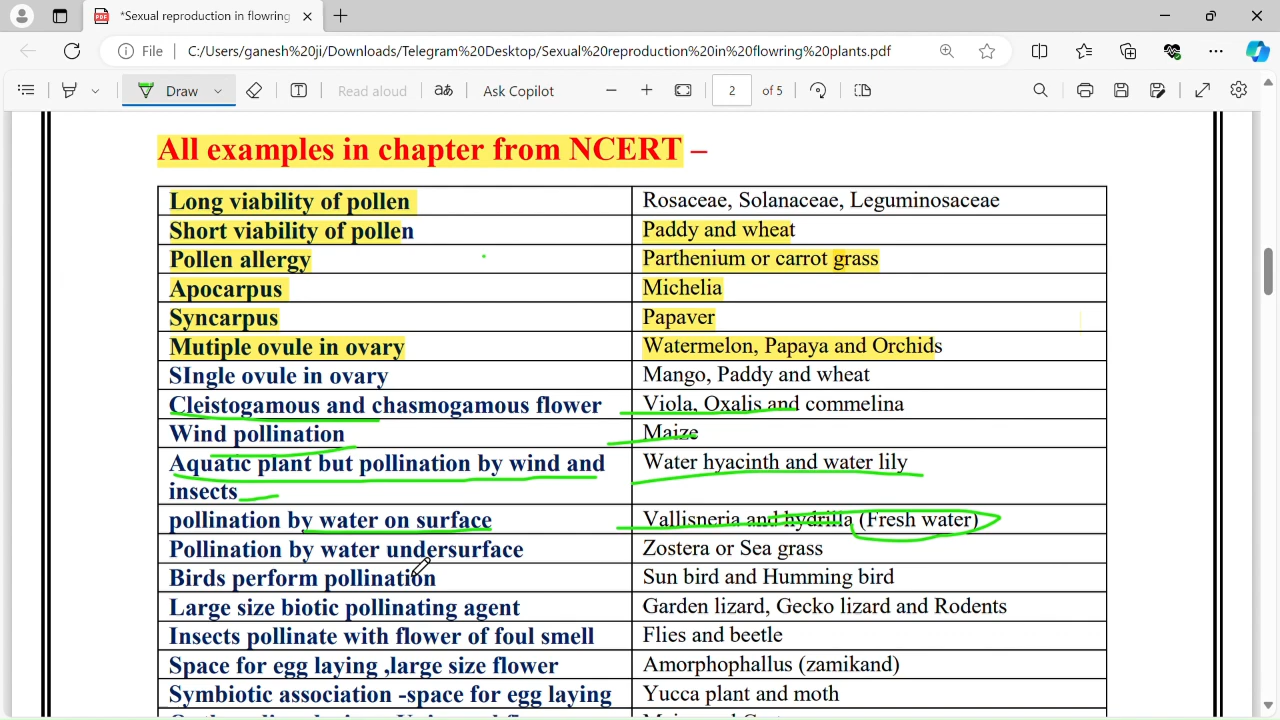 *Sexual reproduction in flowring
File
C:/Users/ganesh%20ji/Downloads/Telegram%20Desktop/Sexual%20reproduction%20in%20flowring%20plants.pdf
Draw
Read aloud
Ask Copilot
2 of 5
All examples in chapter from NCERT –
Long viability of pollen Rosaceae, Solanaceae, Leguminosaceae
Short viability of pollen Paddy and wheat
Pollen allergy Parthenium or carrot grass
Apocarpus Michelia
Syncarpus Papaver
Mutiple ovule in ovary Watermelon, Papaya and Orchids
SIngle ovule in ovary Mango, Paddy and wheat
Cleistogamous and chasmogamous flower Viola, Oxalis and commelina
Wind pollination Maize
Aquatic plant but pollination by wind and Water hyacinth and water lily
insects
pollination by water on surface Vallisneria and hydrilla (Fresh water)
Pollination by water undersurface Zostera or Sea grass
Birds perform pollination Sun bird and Humming bird
Large size biotic pollinating agent Garden lizard, Gecko lizard and Rodents
Insects pollinate with flower of foul smell Flies and beetle
Space for egg laying ,large size flower Amorphophallus (zamikand)
Symbiotic association -space for egg laying Yucca plant and moth